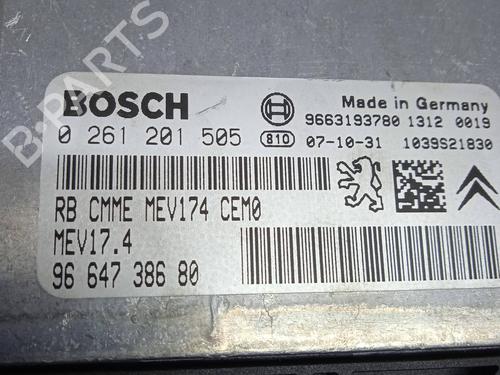 BOSCH
Made in Germany
9663193780 1312 0019
0 261 201 505
810
07-10-31 1039S21830
RB CMME MEV174 CEM0
MEV17.4
96 647 386 80